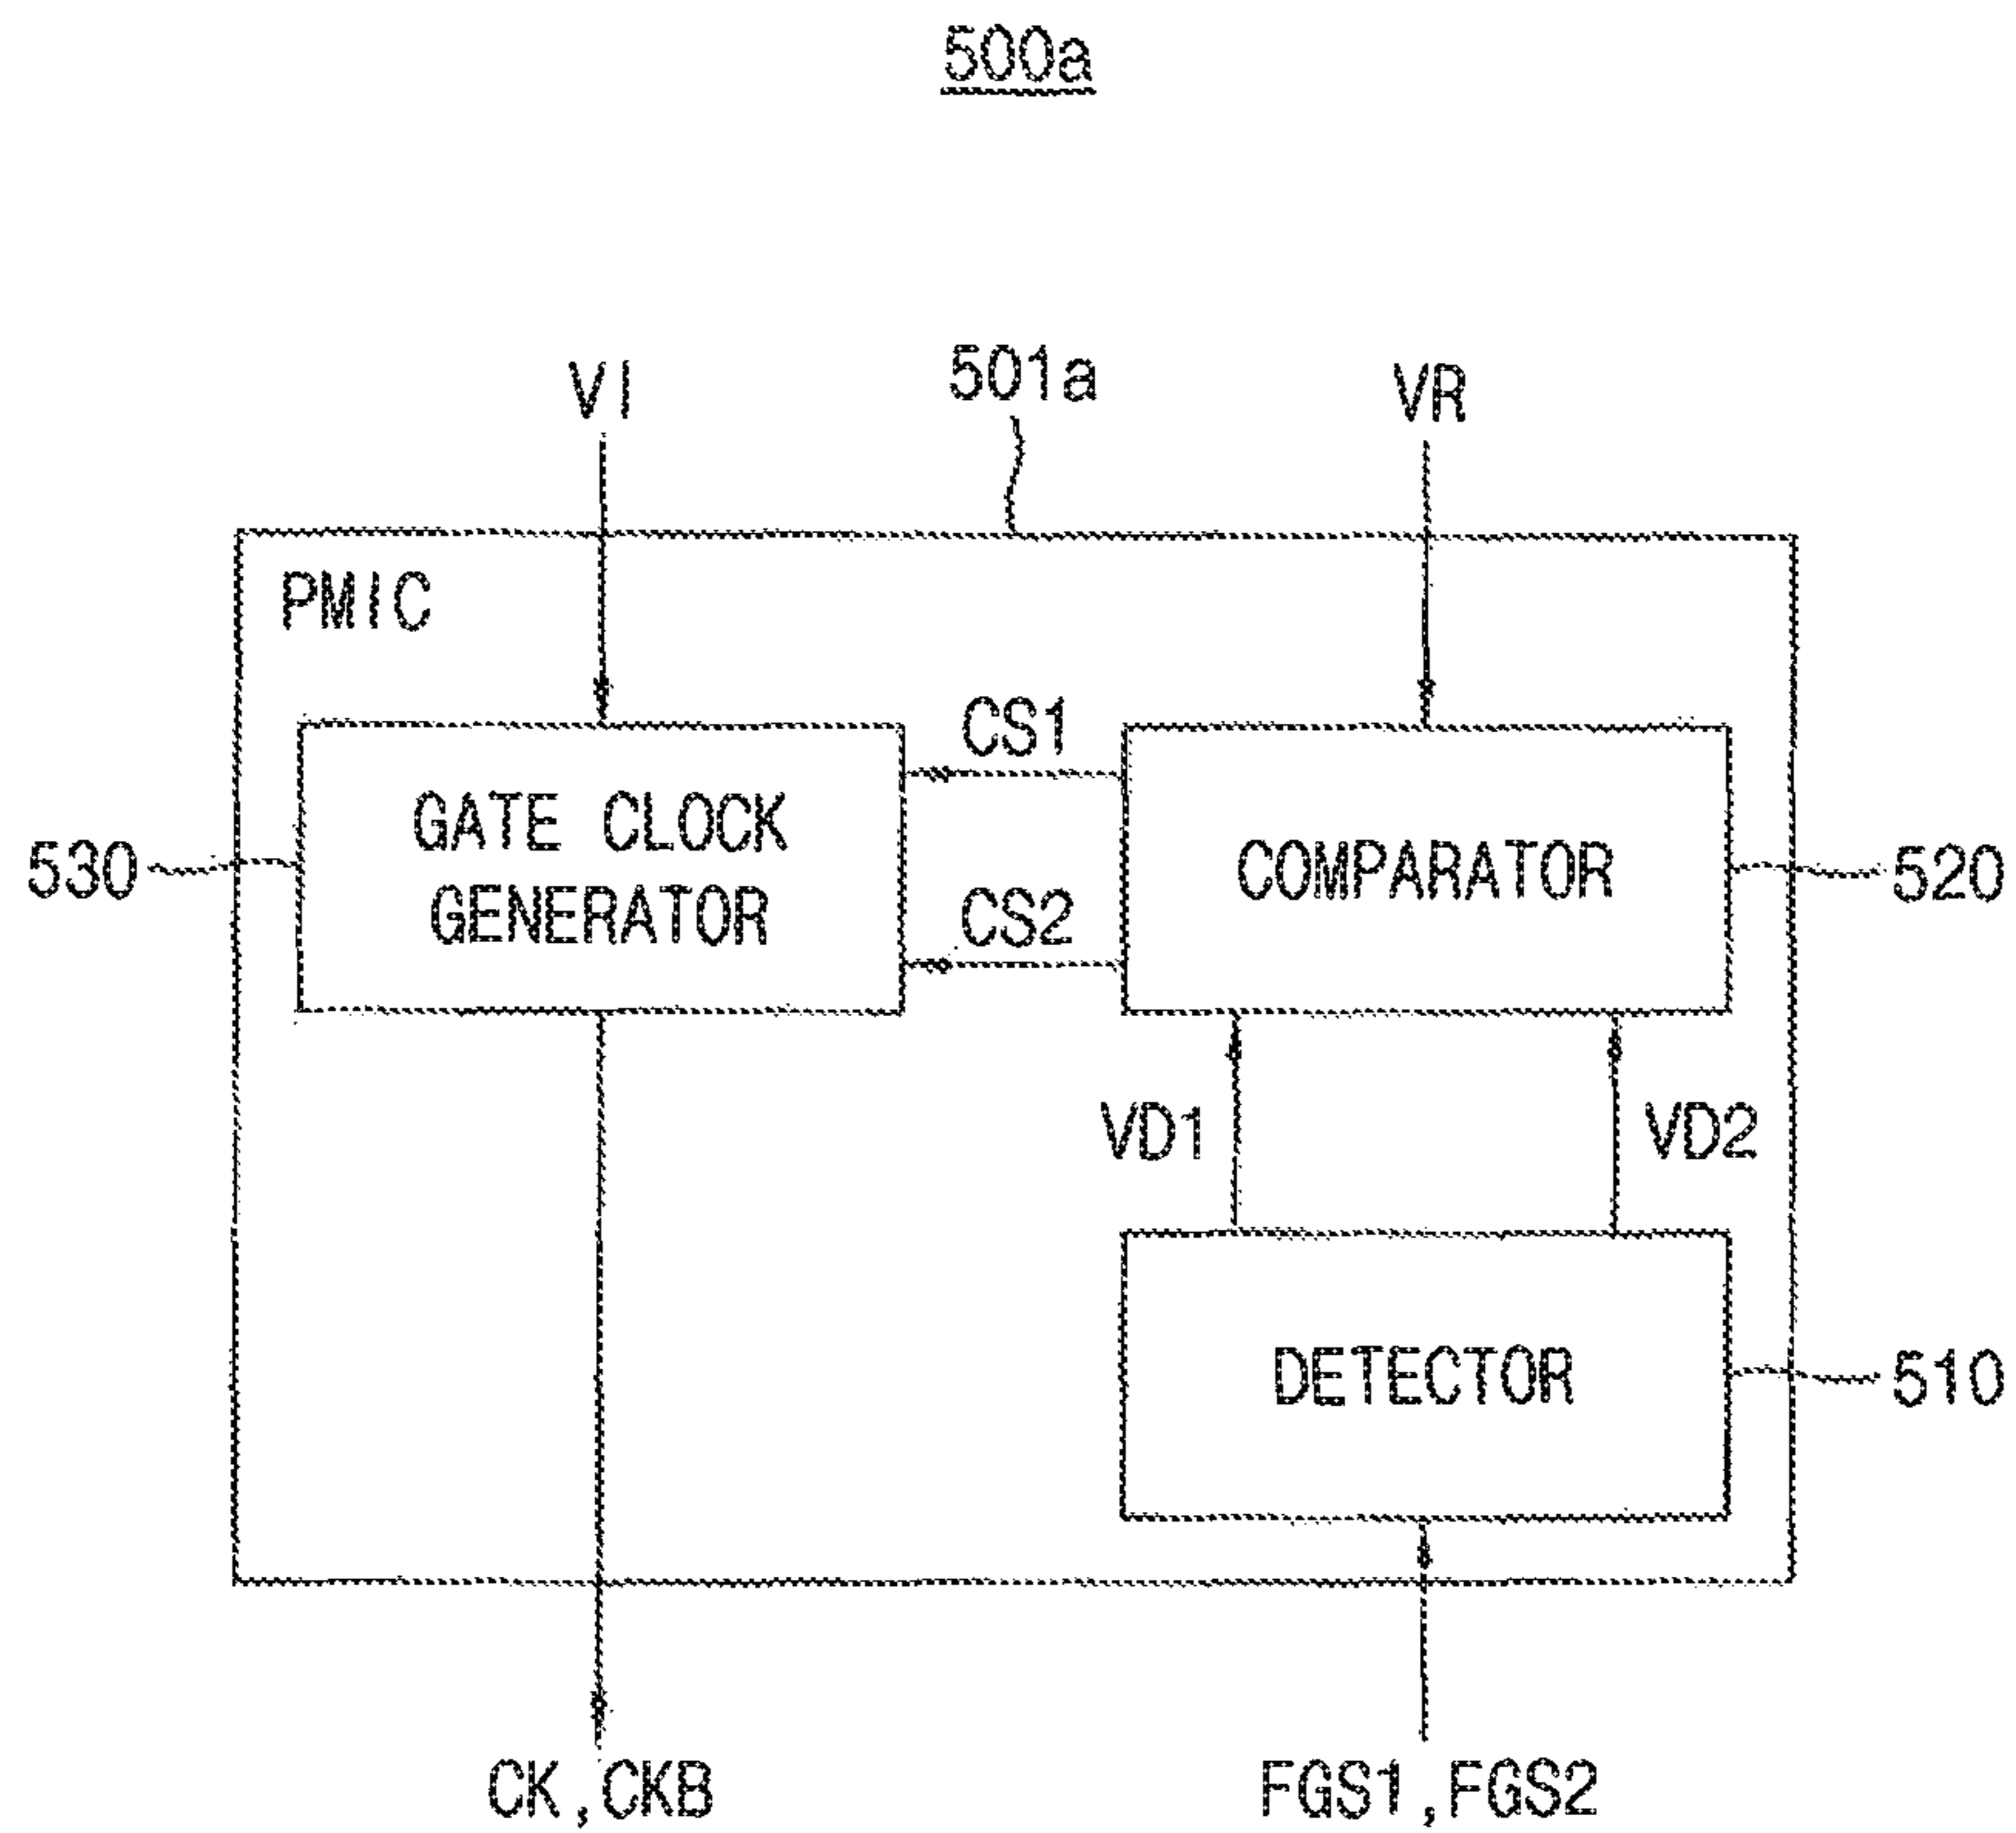 500a
VI
501a
VR
PMIC
CS1
GATE CLOCK
GENERATOR
COMPARATOR
530
520
CS2
VD1
VD2
DETECTOR
510
CK,CKB
FGS1,FGS2